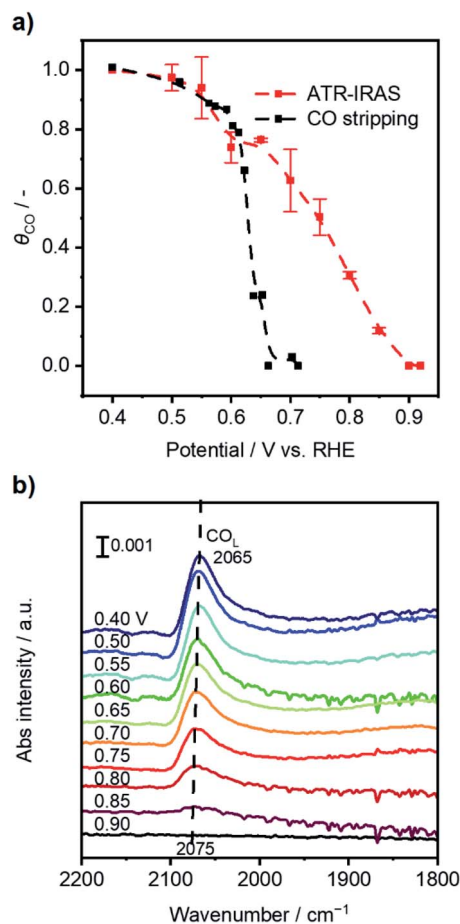 a)
1.0
0.8
0.6
0.4
0.2
0.0
θCO / -
ATR-IRAS
CO stripping
0.4 0.5 0.6 0.7 0.8 0.9
Potential / V vs. RHE
b)
0.001
COL
2065
0.40 V
0.50
0.55
0.60
0.65
0.70
0.75
0.80
0.85
0.90
2075
Abs intensity / a.u.
2200 2100 2000 1900 1800
Wavenumber / cm⁻¹